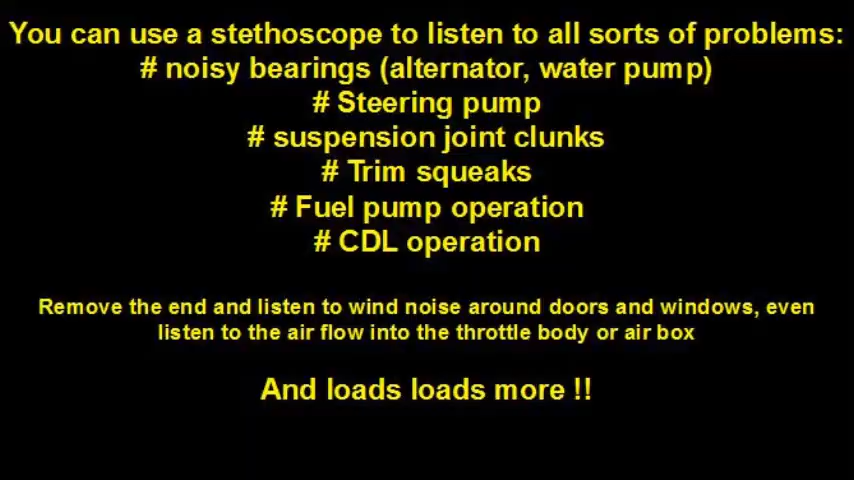 You can use a stethoscope to listen to all sorts of problems:
# noisy bearings (alternator, water pump)
# Steering pump
# suspension joint clunks
# Trim squeaks
# Fuel pump operation
# CDL operation
Remove the end and listen to wind noise around doors and windows, even
listen to the air flow into the throttle body or air box
And loads loads more !!